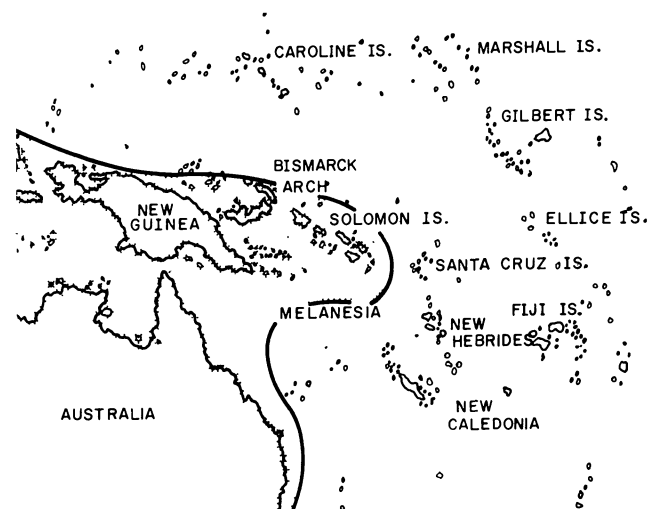 CAROLINE IS.
MARSHALL IS.
GILBERT IS.
BISMARCK
ARCH
NEW
GUINEA
SOLOMON IS.
ELLICE IS.
SANTA CRUZ IS.
MELANESIA
FIJI IS.
NEW
HEBRIDES
AUSTRALIA
NEW
CALEDONIA